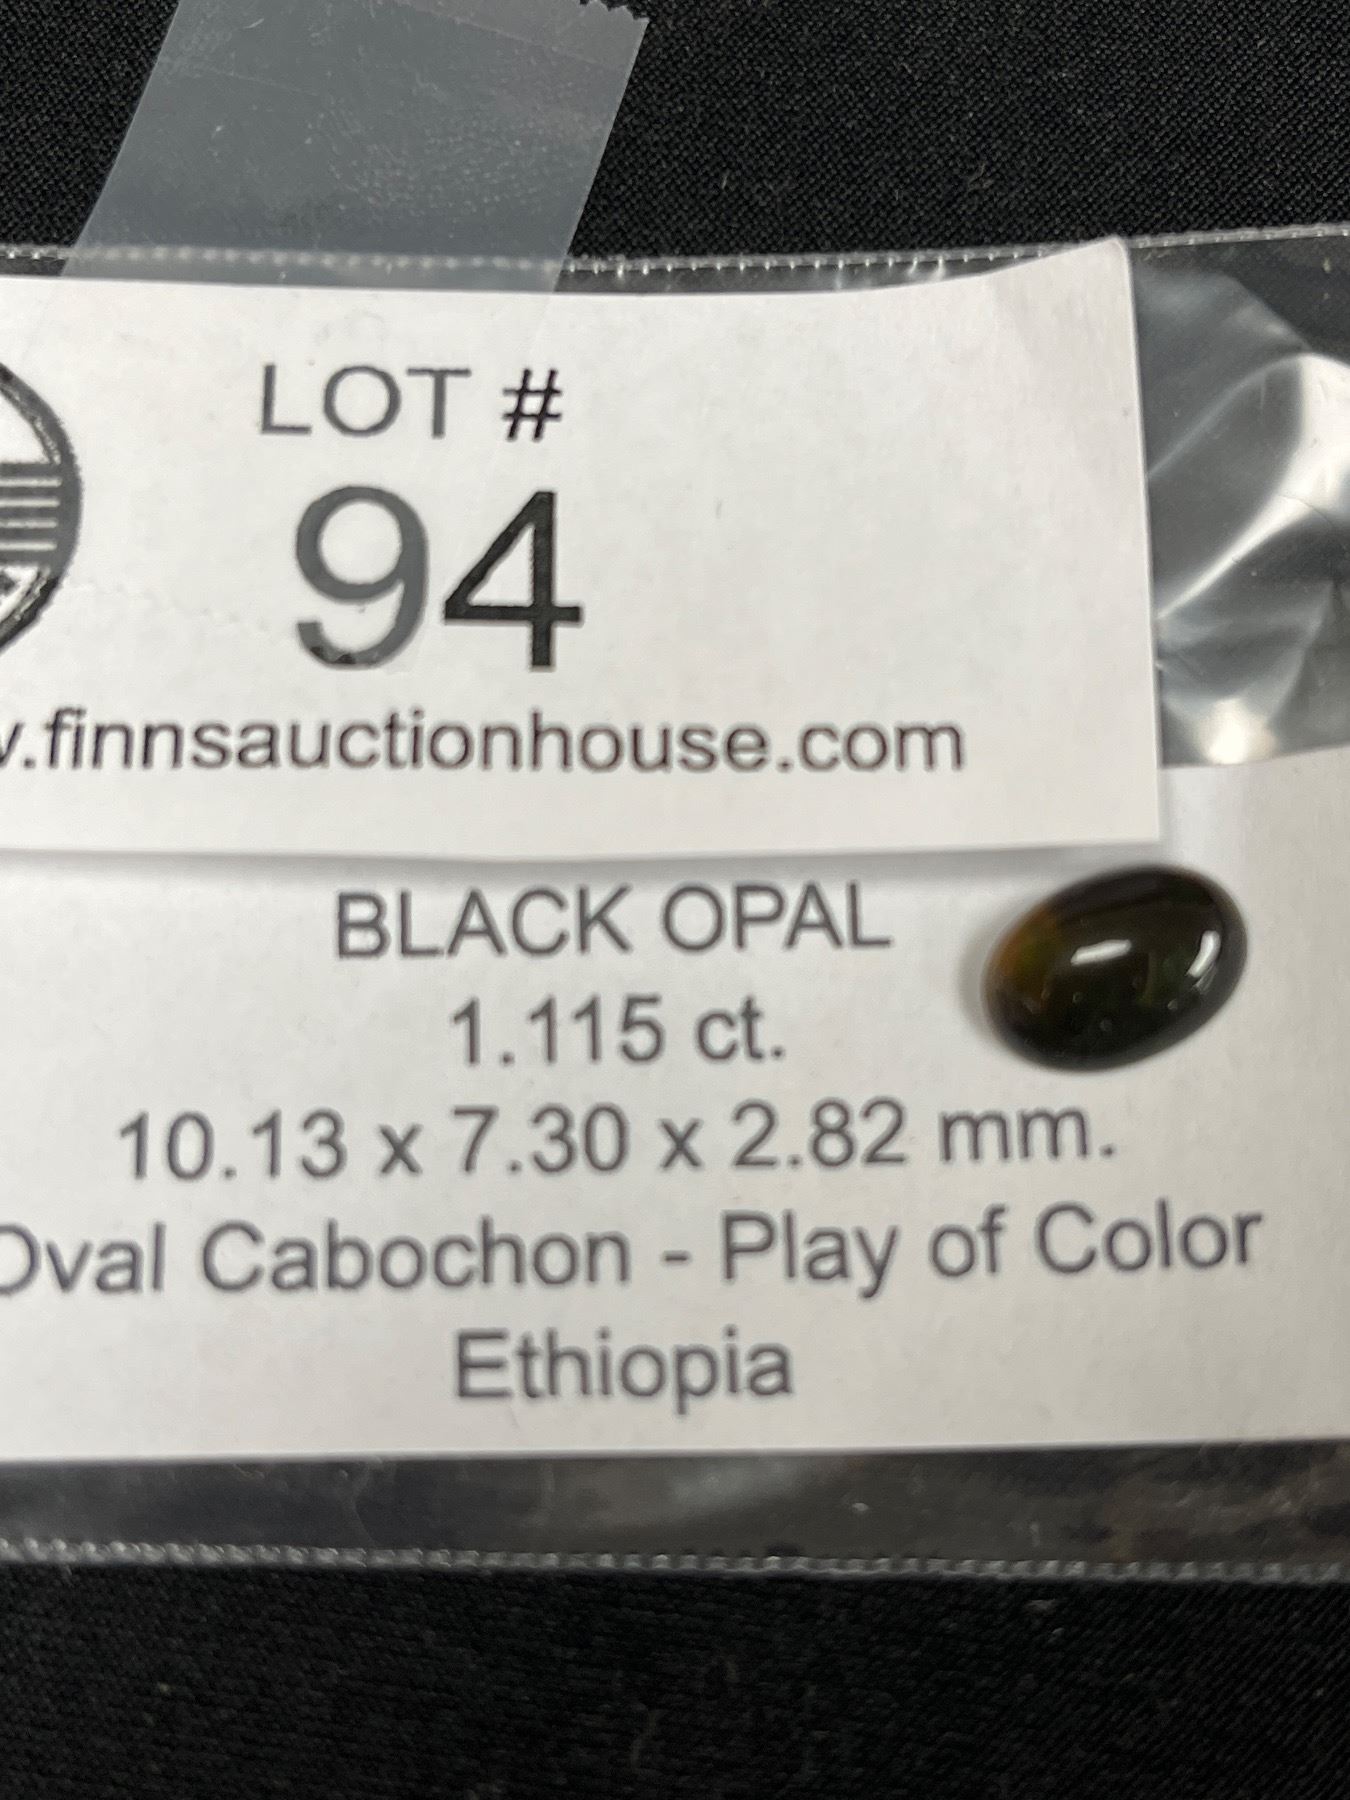 LOT #
94
.finnsauctionhouse.com
BLACK OPAL
1.115 ct.
10.13 x 7.30 x 2.82 mm.
Oval Cabochon - Play of Color
Ethiopia